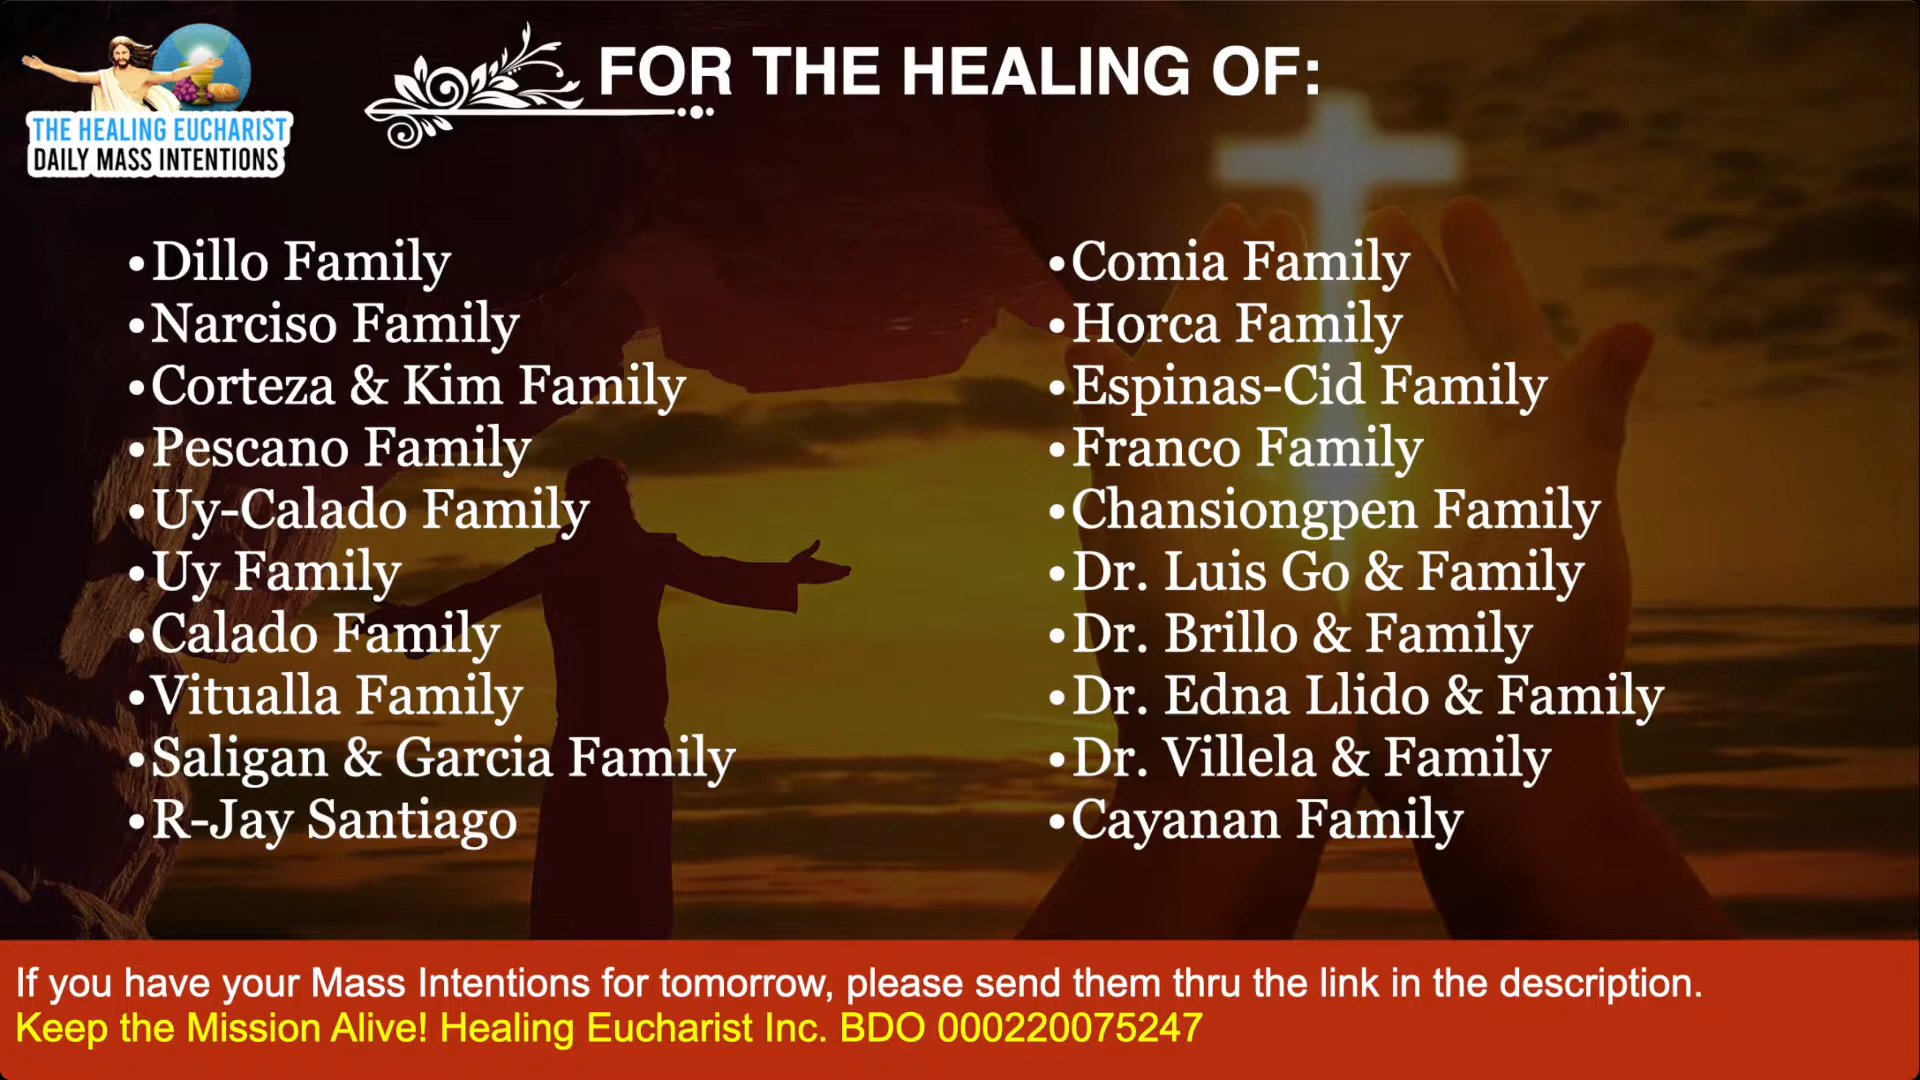 THE HEALING EUCHARIST
DAILY MASS INTENTIONS
FOR THE HEALING OF:
•Dillo Family
•Narciso Family
•Corteza & Kim Family
•Pescano Family
•Uy-Calado Family
•Uy Family
•Calado Family
•Vitualla Family
•Saligan & Garcia Family
•R-Jay Santiago
•Comia Family
•Horca Family
•Espinas-Cid Family
•Franco Family
•Chansiongpen Family
•Dr. Luis Go & Family
•Dr. Brillo & Family
•Dr. Edna Llido & Family
•Dr. Villela & Family
•Cayanan Family
If you have your Mass Intentions for tomorrow, please send them thru the link in the description.
Keep the Mission Alive! Healing Eucharist Inc. BDO 000220075247